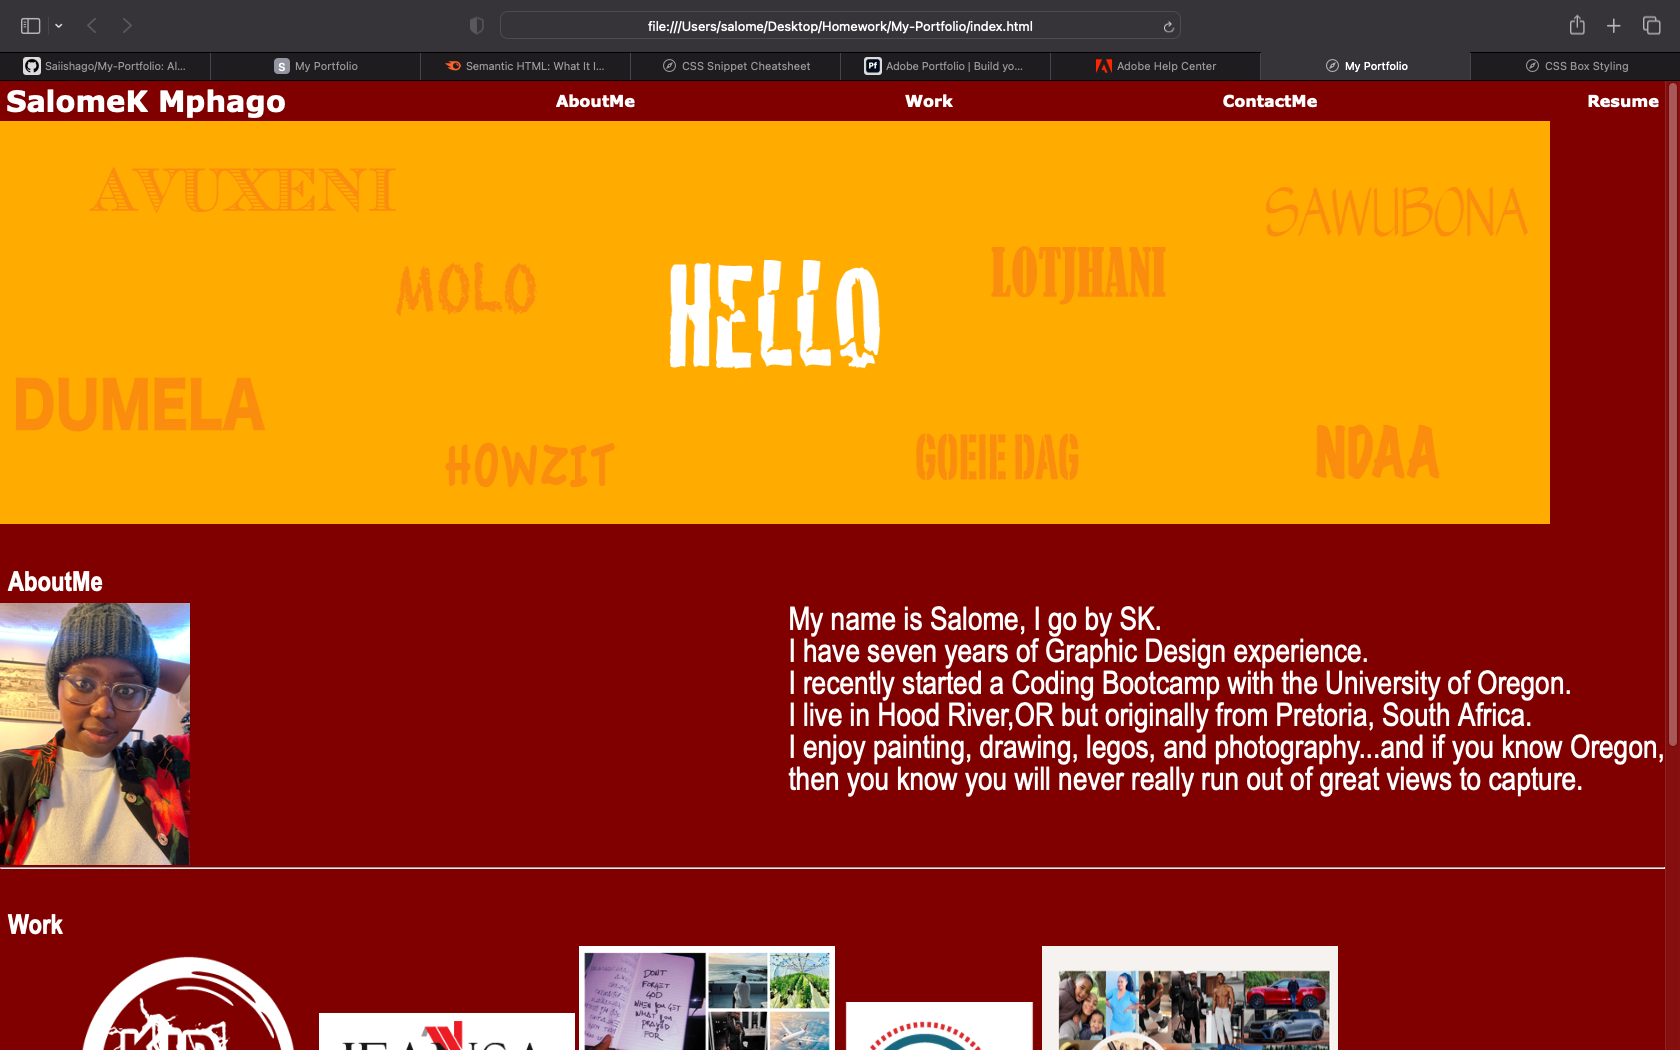 file:///Users/salome/Desktop/Homework/My-Portfolio/index.html
Saiishago/My-Portfolio: Al...
S My Portfolio
Semantic HTML: What It I...
CSS Snippet Cheatsheet
Pf Adobe Portfolio | Build yo...
Adobe Help Center
My Portfolio
CSS Box Styling
SalomeK Mphago
AboutMe
Work
ContactMe
Resume
AVUXENI
SAWUBONA
MOLO
HELLO
LOTJHANI
DUMELA
HOWZIT
GOEIE DAG
NDAA
AboutMe
My name is Salome, I go by SK.
I have seven years of Graphic Design experience.
I recently started a Coding Bootcamp with the University of Oregon.
I live in Hood River,OR but originally from Pretoria, South Africa.
I enjoy painting, drawing, legos, and photography...and if you know Oregon,
then you know you will never really run out of great views to capture.
Work
DONT
FORGET
GOD
WHEN YOU GET
WHAT YOU
PRAYED
FOR